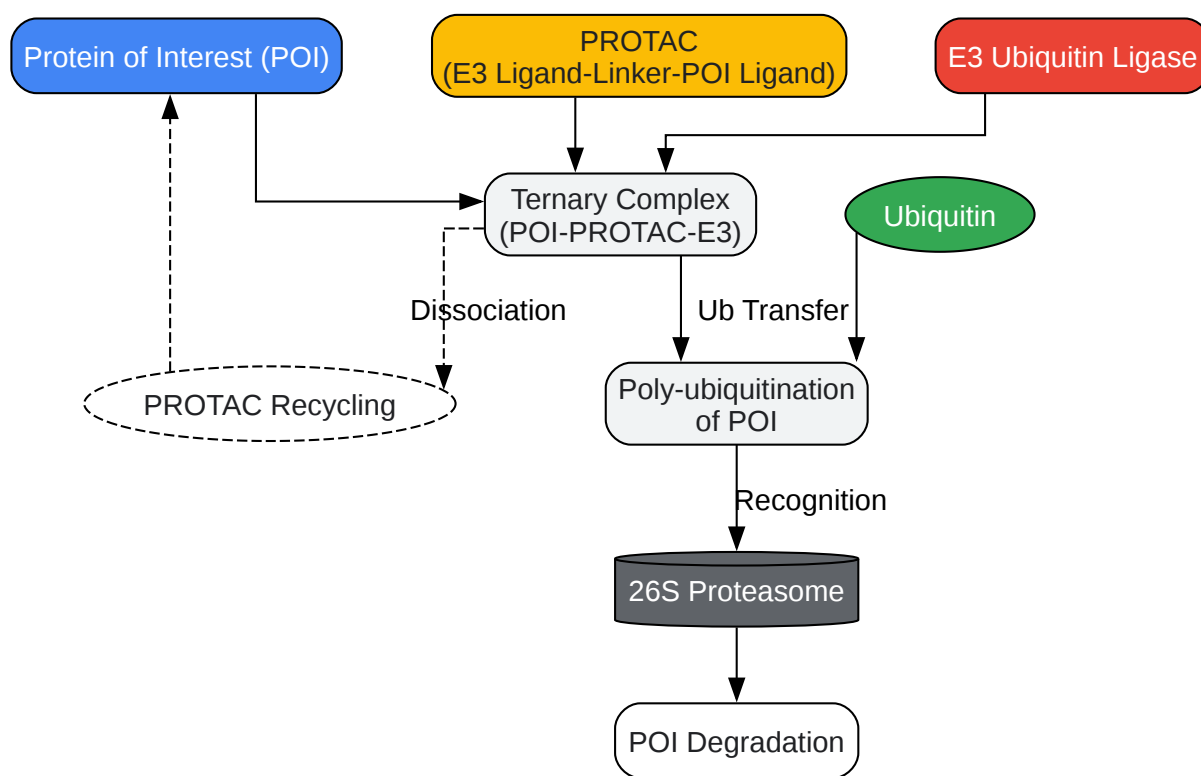 Protein of Interest (POI)
PROTAC
(E3 Ligand-Linker-POI Ligand)
E3 Ubiquitin Ligase
Ternary Complex
(POI-PROTAC-E3)
Ubiquitin
Dissociation
Ub Transfer
PROTAC Recycling
Poly-ubiquitination
of POI
Recognition
26S Proteasome
POI Degradation